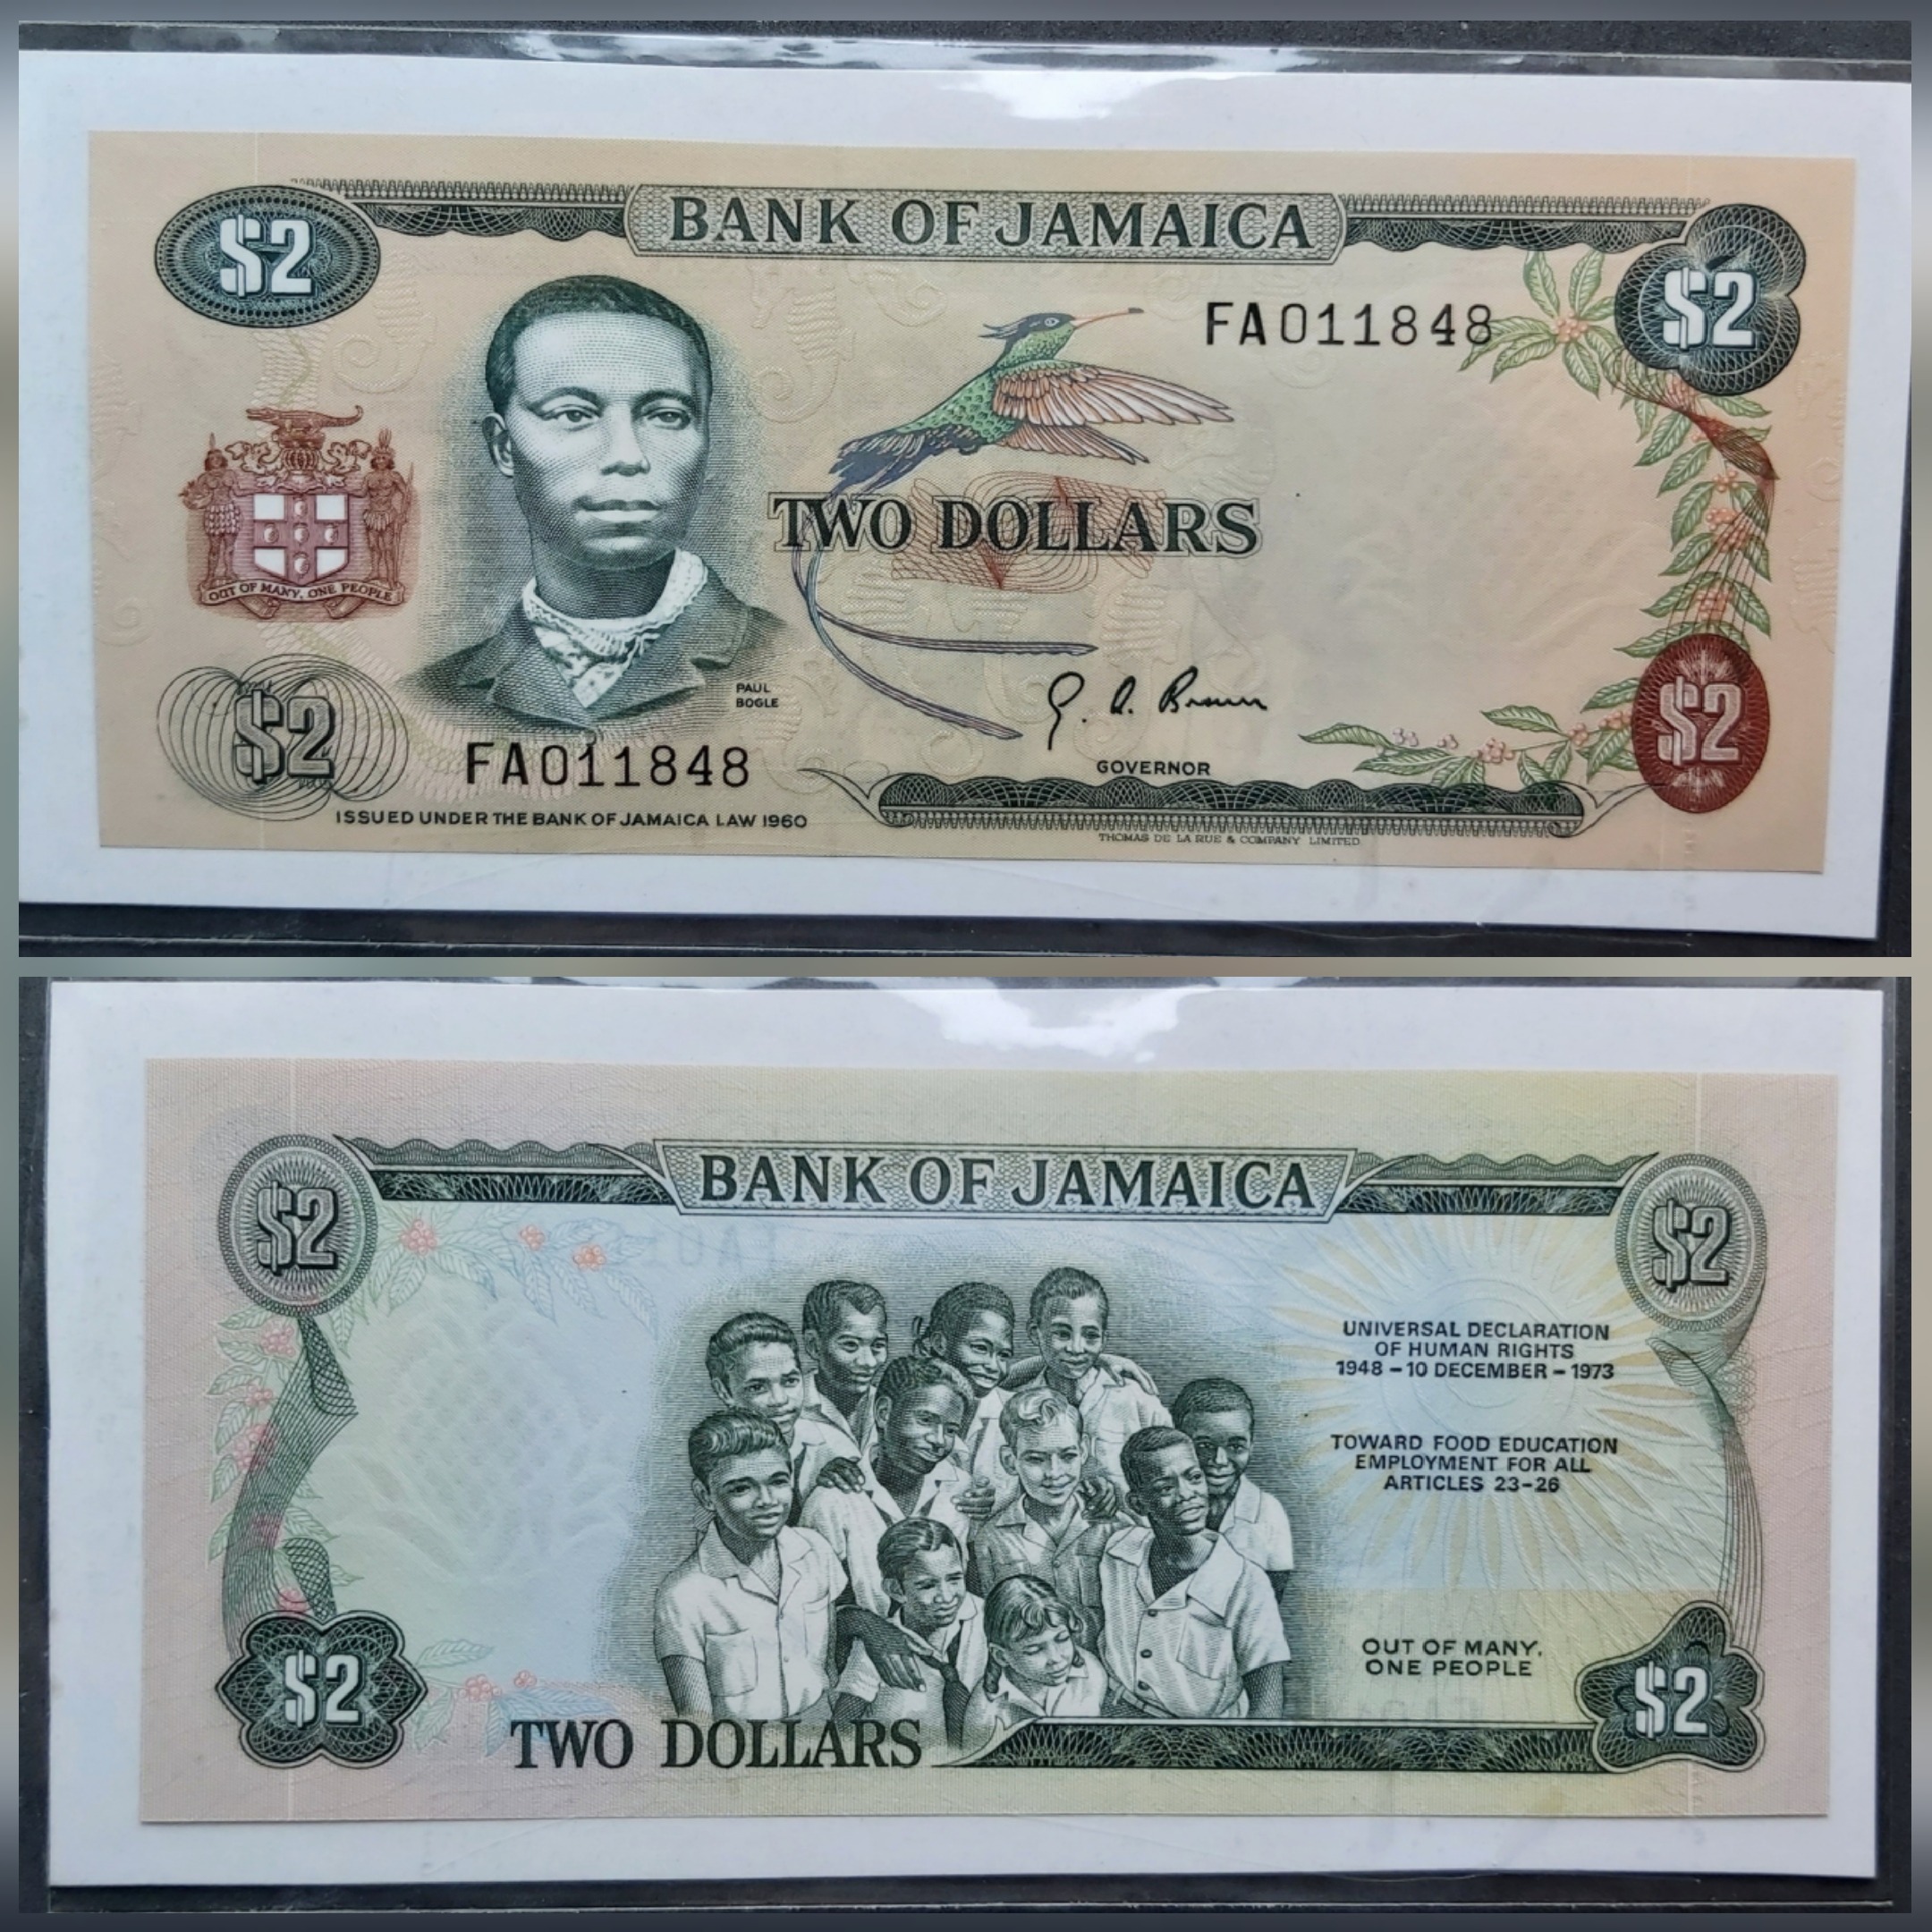 $2
BANK OF JAMAICA
$2
FA011848
TWO DOLLARS
OUT OF MANY, ONE PEOPLE
PAUL
BOGLE
G. A. Brown
GOVERNOR
$2
FA011848
$2
ISSUED UNDER THE BANK OF JAMAICA LAW 1960
THOMAS DE LA RUE & COMPANY LIMITED
$2
BANK OF JAMAICA
$2
UNIVERSAL DECLARATION
OF HUMAN RIGHTS
1948 – 10 DECEMBER – 1973
TOWARD FOOD EDUCATION
EMPLOYMENT FOR ALL
ARTICLES 23-26
OUT OF MANY,
ONE PEOPLE
$2
TWO DOLLARS
$2